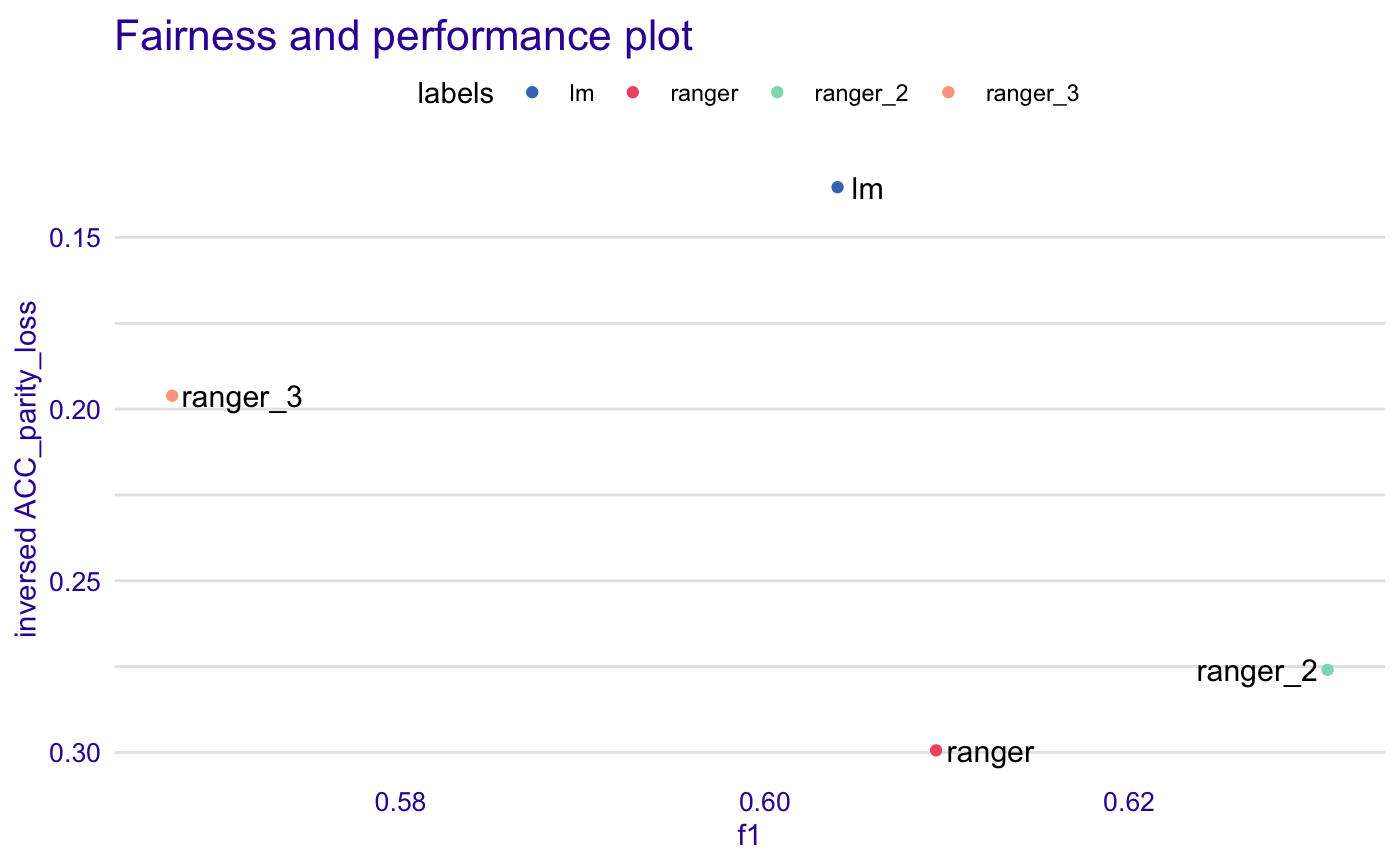 Fairness and performance plot
labels lm ranger ranger_2 ranger_3
lm
0.15
inversed ACC_parity_loss
ranger_3
0.20
0.25
ranger_2
ranger
0.30
0.58 0.60 0.62
f1